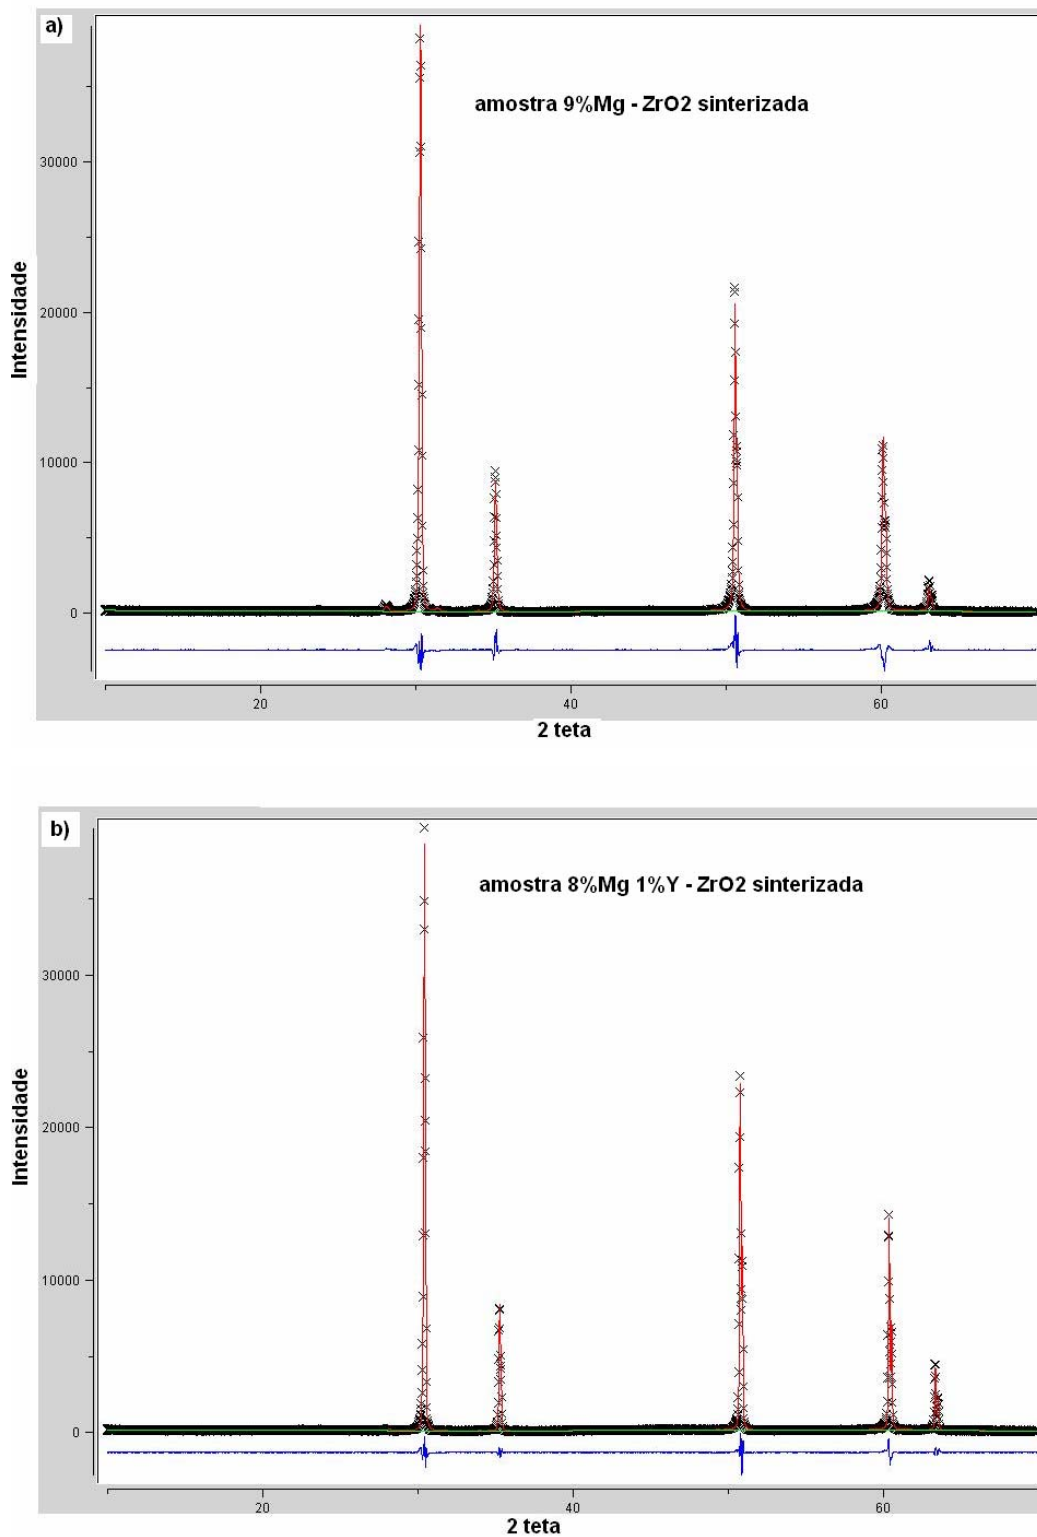 a)
amostra 9%Mg - ZrO2 sinterizada
Intensidade
30000
20000
10000
0
20 40 60
2 teta
b)
amostra 8%Mg 1%Y - ZrO2 sinterizada
Intensidade
30000
20000
10000
0
20 40 60
2 teta